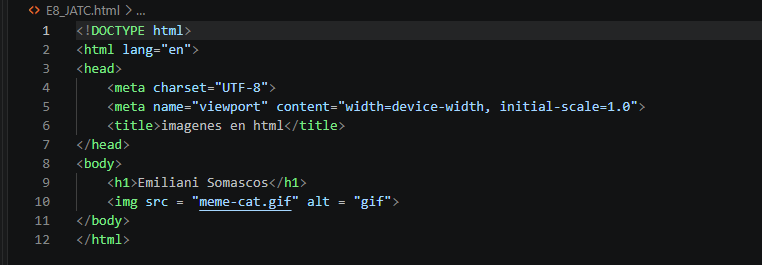 E8_JATC.html > ...
1 <!DOCTYPE html>
2 <html lang="en">
3 <head>
4     <meta charset="UTF-8">
5     <meta name="viewport" content="width=device-width, initial-scale=1.0">
6     <title>imagenes en html</title>
7 </head>
8 <body>
9     <h1>Emiliani Somascos</h1>
10     <img src = "meme-cat.gif" alt = "gif">
11 </body>
12 </html>